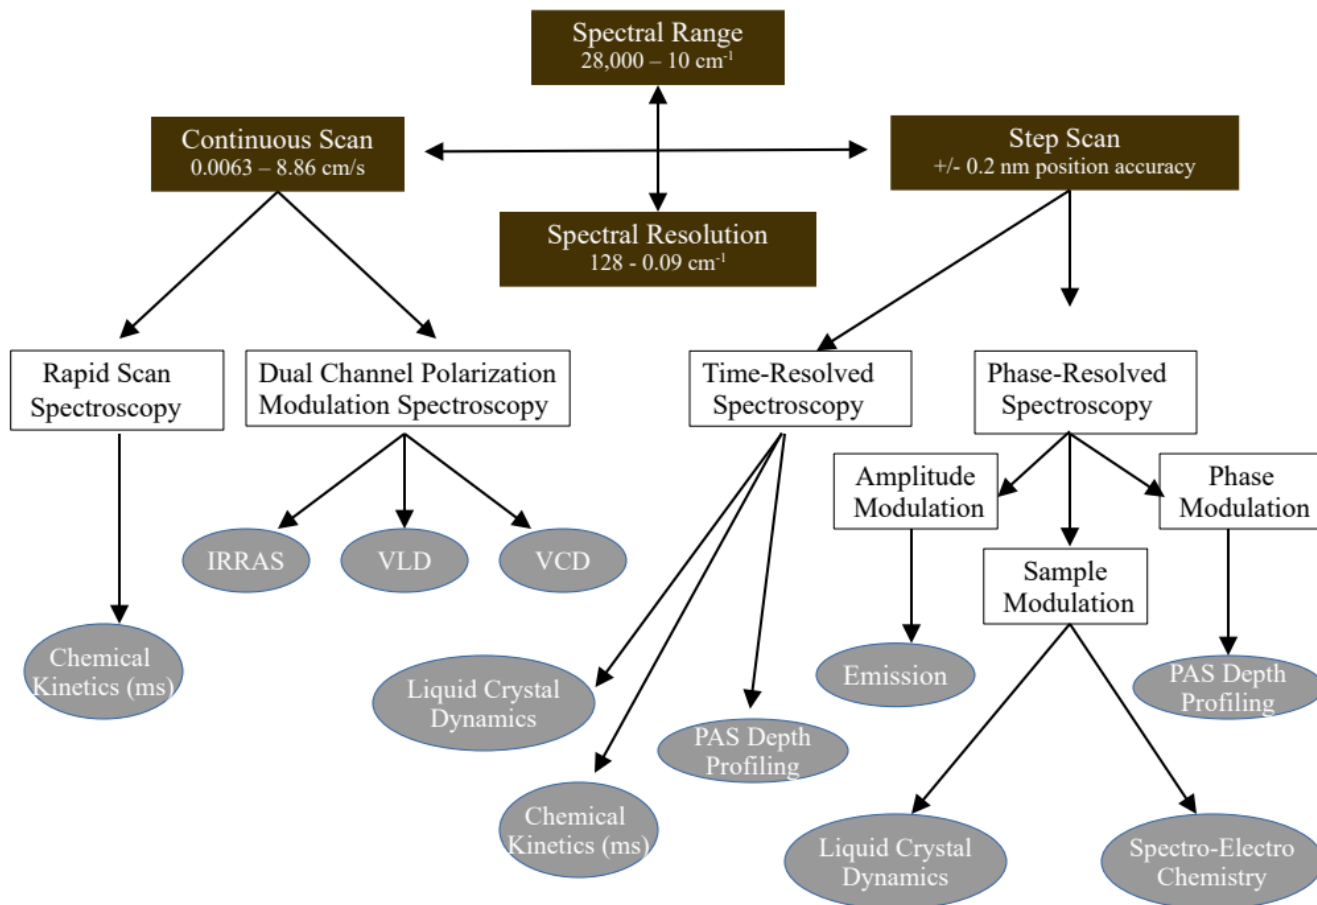 Spectral Range
28,000 – 10 cm⁻¹
Continuous Scan
0.0063 – 8.86 cm/s
Step Scan
+/- 0.2 nm position accuracy
Spectral Resolution
128 - 0.09 cm⁻¹
Rapid Scan
Spectroscopy
Dual Channel Polarization
Modulation Spectroscopy
Time-Resolved
Spectroscopy
Phase-Resolved
Spectroscopy
Amplitude
Modulation
Phase
Modulation
Sample
Modulation
IRRAS
VLD
VCD
Chemical
Kinetics (ms)
Liquid Crystal
Dynamics
PAS Depth
Profiling
Chemical
Kinetics (ms)
Emission
PAS Depth
Profiling
Liquid Crystal
Dynamics
Spectro-Electro
Chemistry